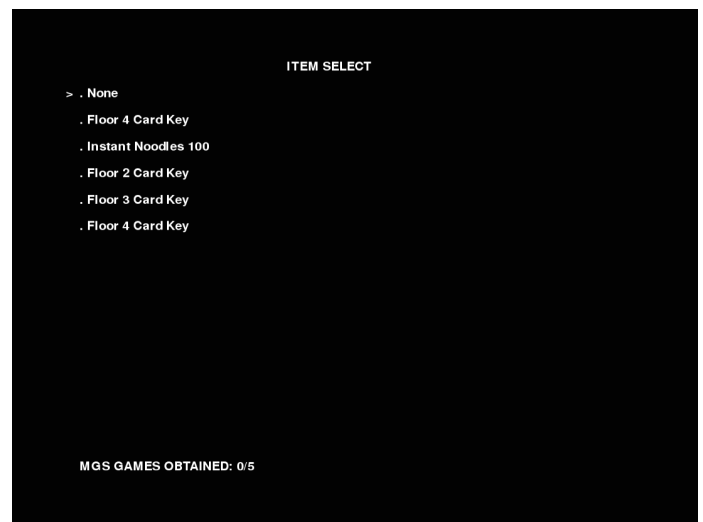 ITEM SELECT
> . None
. Floor 4 Card Key
. Instant Noodles 100
. Floor 2 Card Key
. Floor 3 Card Key
. Floor 4 Card Key
MGS GAMES OBTAINED: 0/5